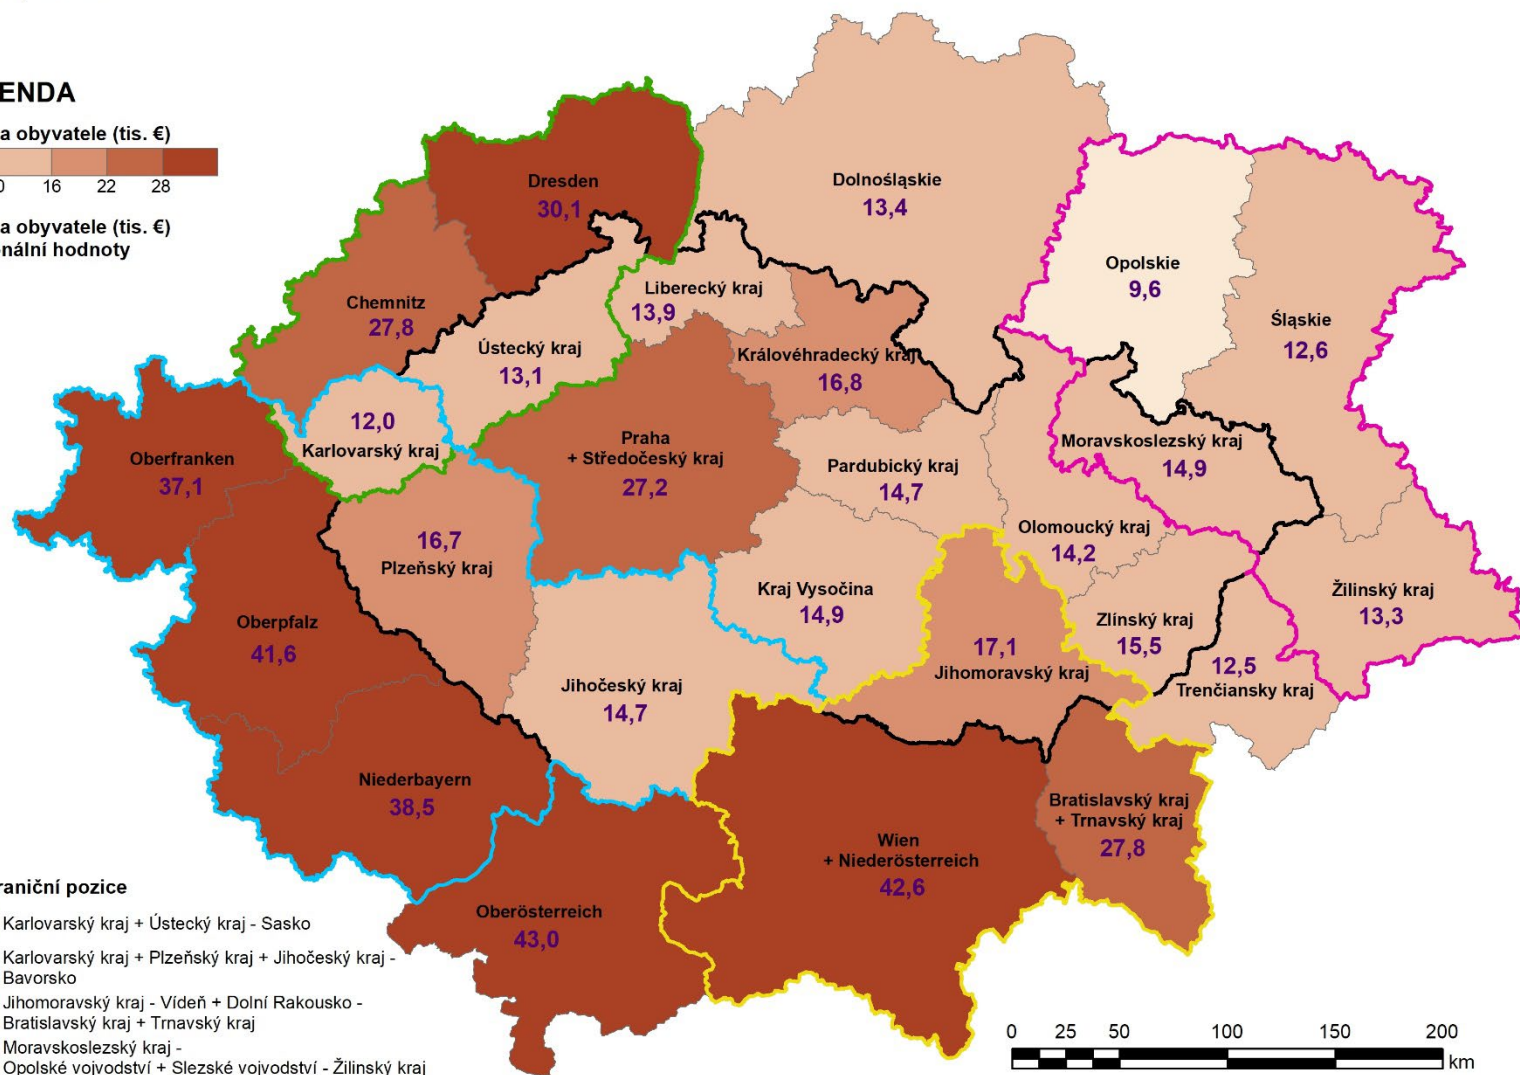 ENDA
a obyvatele (tis. €)
0 16 22 28
a obyvatele (tis. €)
nální hodnoty
Dresden
30,1
Dolnośląskie
13,4
Opolskie
9,6
Śląskie
12,6
Chemnitz
27,8
Liberecký kraj
13,9
Ústecký kraj
13,1
Královéhradecký kraj
16,8
12,0
Karlovarský kraj
Praha
+ Středočeský kraj
27,2
Oberfranken
37,1
Pardubický kraj
14,7
Moravskoslezský kraj
14,9
Olomoucký kraj
14,2
16,7
Plzeňský kraj
Kraj Vysočina
14,9
Žilinský kraj
13,3
Oberpfalz
41,6
Zlínský kraj
15,5
17,1
Jihomoravský kraj
12,5
Trenčiansky kraj
Jihočeský kraj
14,7
Niederbayern
38,5
Bratislavský kraj
+ Trnavský kraj
27,8
Wien
+ Niederösterreich
42,6
Oberösterreich
43,0
raniční pozice
Karlovarský kraj + Ústecký kraj - Sasko
Karlovarský kraj + Plzeňský kraj + Jihočeský kraj -
Bavorsko
Jihomoravský kraj - Vídeň + Dolní Rakousko -
Bratislavský kraj + Trnavský kraj
Moravskoslezský kraj -
Opolské vojvodství + Slezské vojvodství - Žilinský kraj
0 25 50 100 150 200
km